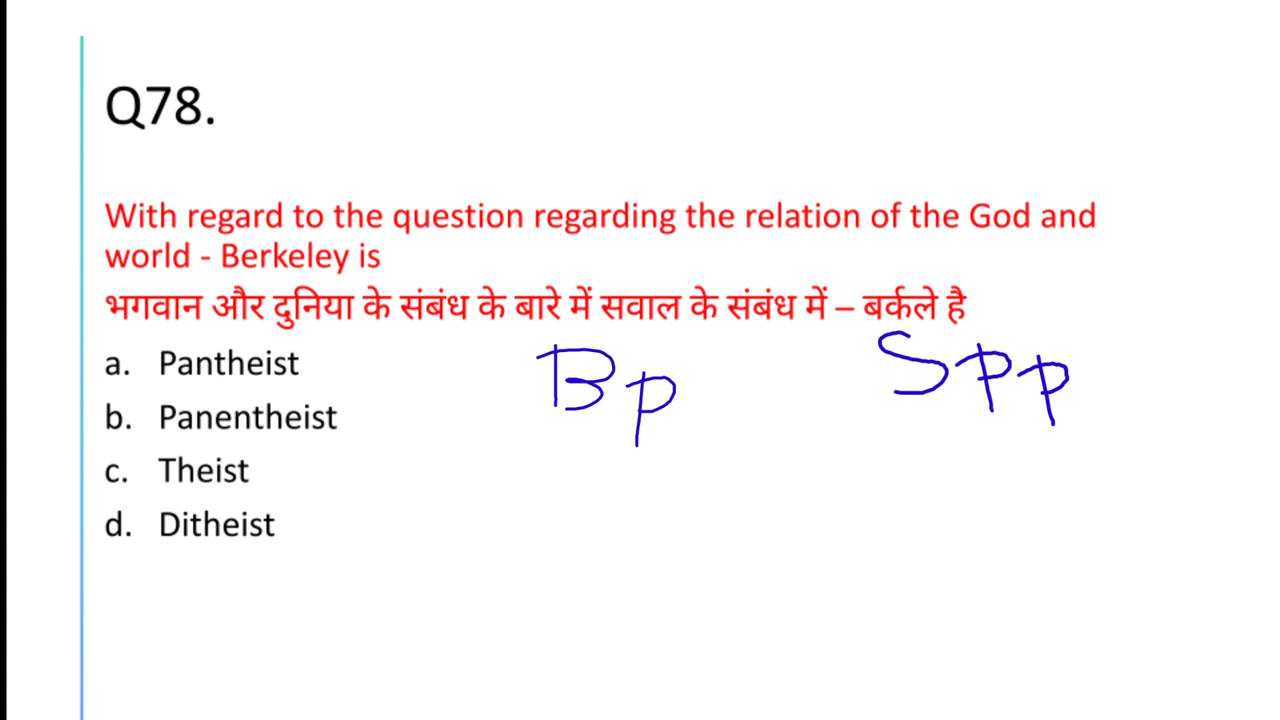 Q78.
With regard to the question regarding the relation of the God and
world - Berkeley is
भगवान और दुनिया के संबंध के बारे में सवाल के संबंध में – बर्कले है
a. Pantheist
b. Panentheist
c. Theist
d. Ditheist
Bp Spp